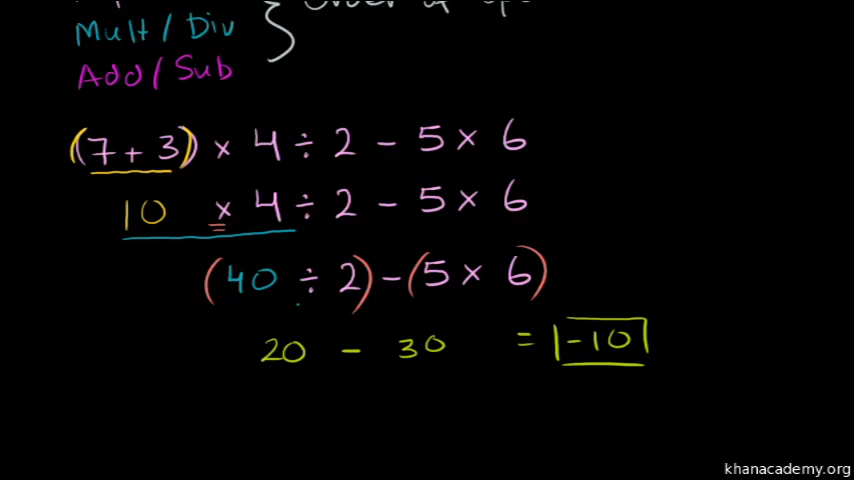 Mult / Div
Add / Sub
(7 + 3) × 4 ÷ 2 - 5 × 6
10 × 4 ÷ 2 - 5 × 6
(40 ÷ 2) - (5 × 6)
20 - 30 = -10
khanacademy.org